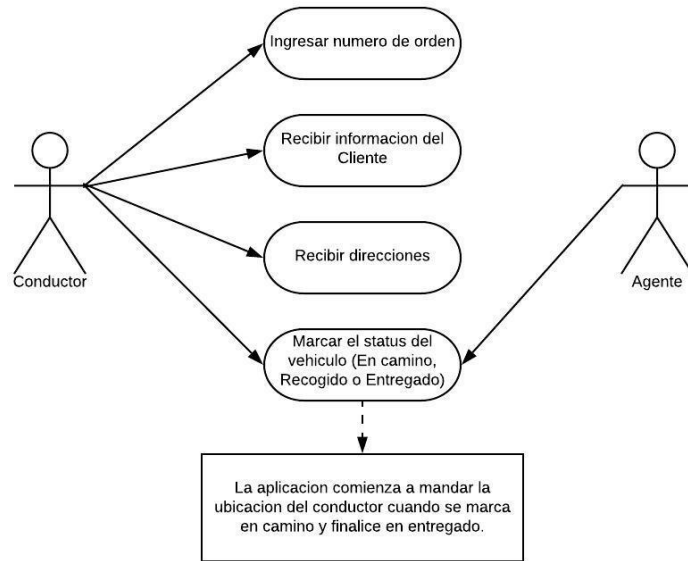 Ingresar numero de orden
Recibir informacion del
Cliente
Recibir direcciones
Conductor
Agente
Marcar el status del
vehiculo (En camino,
Recogido o Entregado)
La aplicacion comienza a mandar la
ubicacion del conductor cuando se marca
en camino y finalice en entregado.